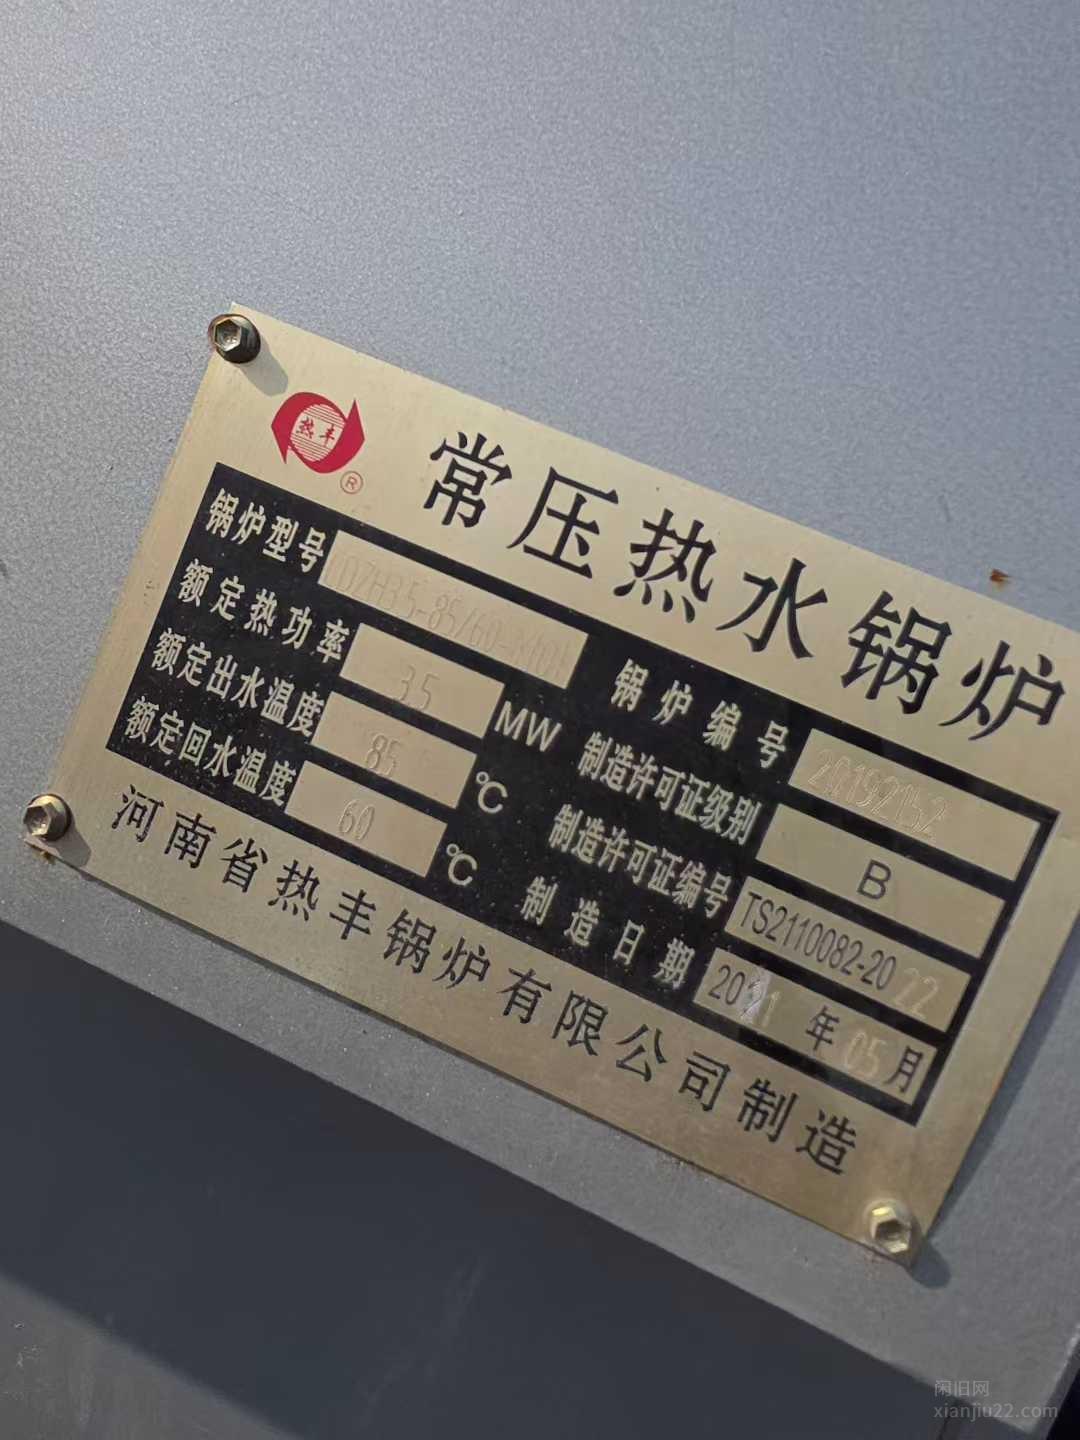 热丰
®
常压热水锅炉
锅炉型号
额定热功率 3.5 MW
额定出水温度 85 ℃
额定回水温度 60 ℃
锅炉编号 20192152
制造许可证级别 B
制造许可证编号 TS2110082-2022
制造日期 2021年05月
河南省热丰锅炉有限公司制造
闲旧网
xianjiu22.com